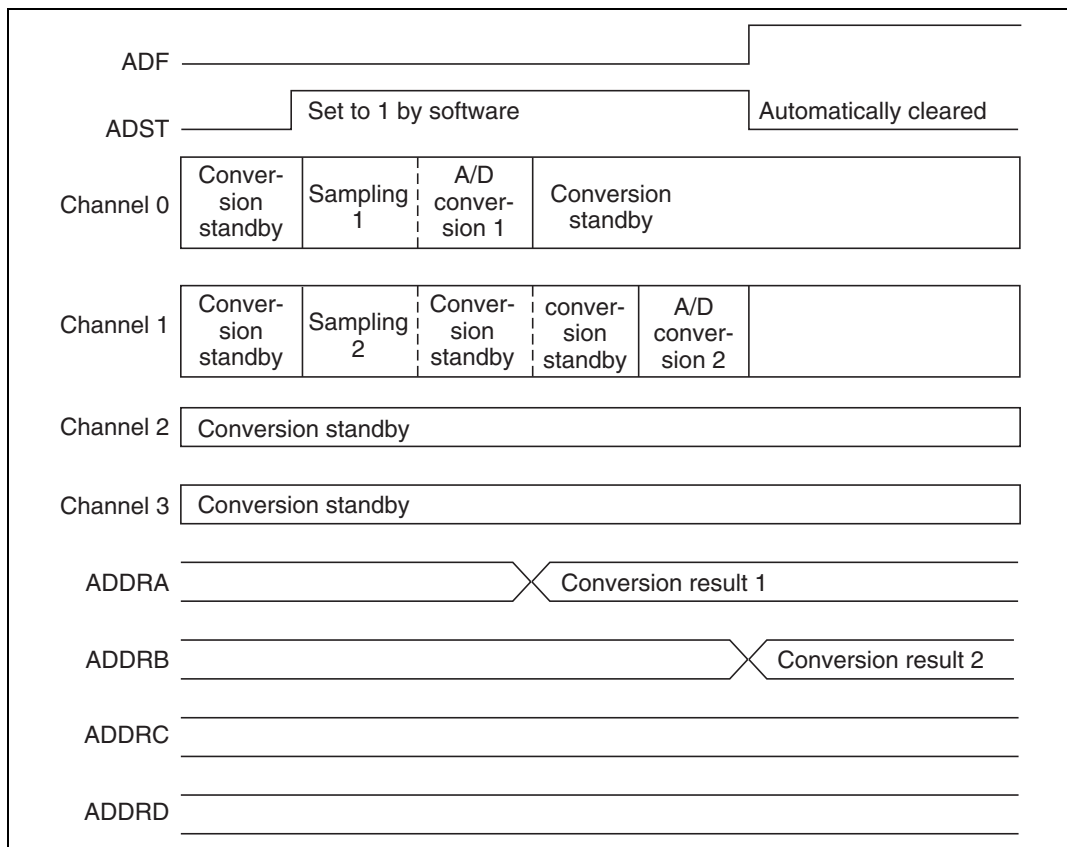 ADF
ADST
Set to 1 by software
Automatically cleared
Channel 0
Conver-
sion
standby
Sampling
1
A/D
conver-
sion 1
Conversion
standby
Channel 1
Conver-
sion
standby
Sampling
2
Conver-
sion
standby
conver-
sion
standby
A/D
conver-
sion 2
Channel 2
Conversion standby
Channel 3
Conversion standby
ADDRA
Conversion result 1
ADDRB
Conversion result 2
ADDRC
ADDRD